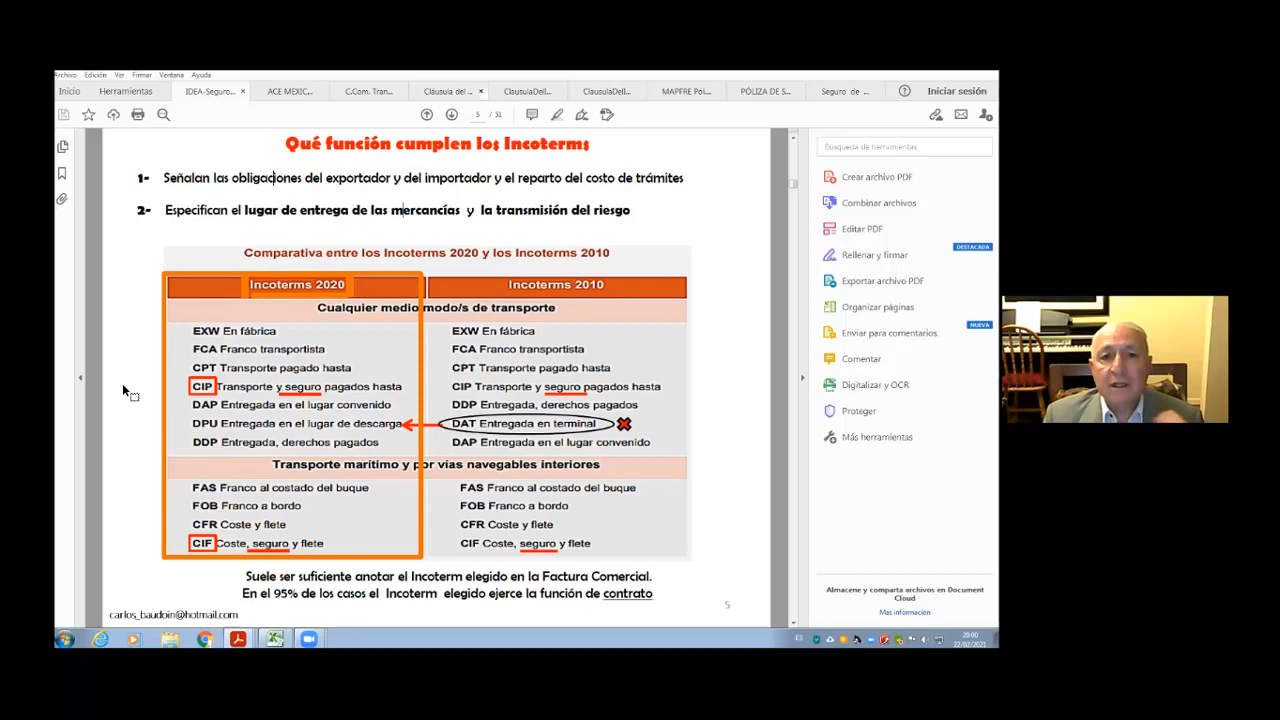 Archivo Edición Ver Firmar Ventana Ayuda
Inicio Herramientas IDEA-Seguro... × ACE MEXIC... C.Com. Tran... Cláusula del ... × ClausulaDell... ClausulaDell... MAPFRE Pól... PÓLIZA DE S... Seguro de ... Iniciar sesión
5 / 31
Qué función cumplen los Incoterms
1- Señalan las obligaciones del exportador y del importador y el reparto del costo de trámites
2- Especifican el lugar de entrega de las mercancías y la transmisión del riesgo
Comparativa entre los Incoterms 2020 y los Incoterms 2010
Incoterms 2020 Incoterms 2010
Cualquier medio modo/s de transporte
EXW En fábrica EXW En fábrica
FCA Franco transportista FCA Franco transportista
CPT Transporte pagado hasta CPT Transporte pagado hasta
CIP Transporte y seguro pagados hasta CIP Transporte y seguro pagados hasta
DAP Entregada en el lugar convenido DDP Entregada, derechos pagados
DPU Entregada en el lugar de descarga DAT Entregada en terminal
DDP Entregada, derechos pagados DAP Entregada en el lugar convenido
Transporte marítimo y por vías navegables interiores
FAS Franco al costado del buque FAS Franco al costado del buque
FOB Franco a bordo FOB Franco a bordo
CFR Coste y flete CFR Coste y flete
CIF Coste, seguro y flete CIF Coste, seguro y flete
Suele ser suficiente anotar el Incoterm elegido en la Factura Comercial.
En el 95% de los casos el Incoterm elegido ejerce la función de contrato
5
carlos_baudoin@hotmail.com
Búsqueda de herramientas
Crear archivo PDF
Combinar archivos
Editar PDF
DESTACADA
Rellenar y firmar
Exportar archivo PDF
Organizar páginas
NUEVA
Enviar para comentarios
Comentar
Digitalizar y OCR
Proteger
Más herramientas
Almacene y comparta archivos en Document
Cloud
Más información
ES
20:00
22/02/2021